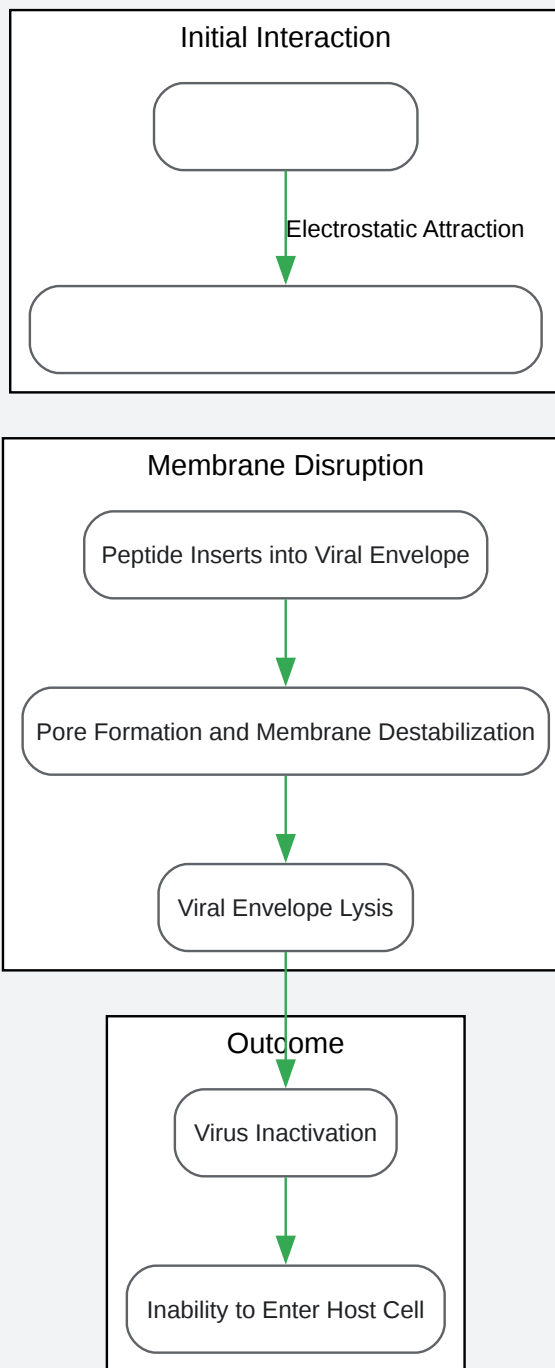 Initial Interaction
Electrostatic Attraction
Membrane Disruption
Peptide Inserts into Viral Envelope
Pore Formation and Membrane Destabilization
Viral Envelope Lysis
Outcome
Virus Inactivation
Inability to Enter Host Cell